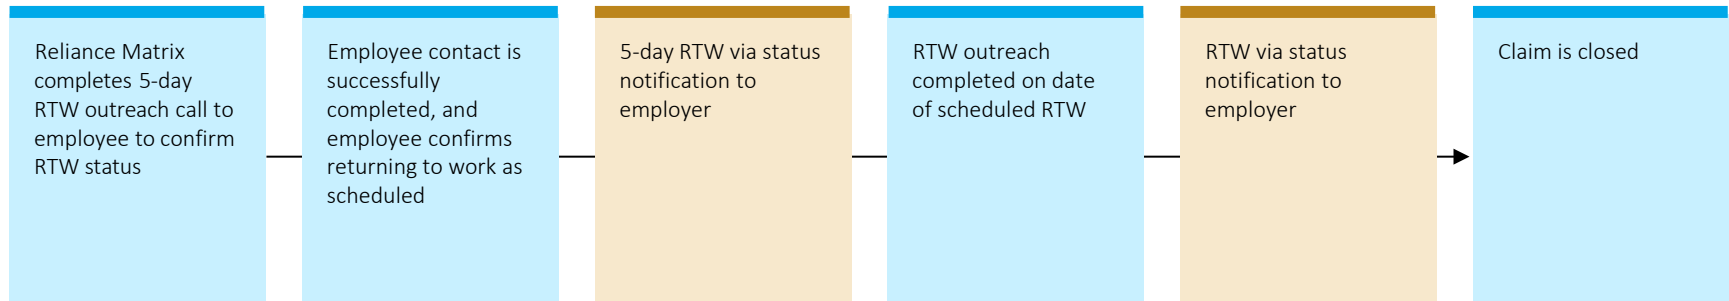 Reliance Matrix
completes 5-day
RTW outreach call to
employee to confirm
RTW status
Employee contact is
successfully
completed, and
employee confirms
returning to work as
scheduled
5-day RTW via status
notification to
employer
RTW outreach
completed on date
of scheduled RTW
RTW via status
notification to
employer
Claim is closed